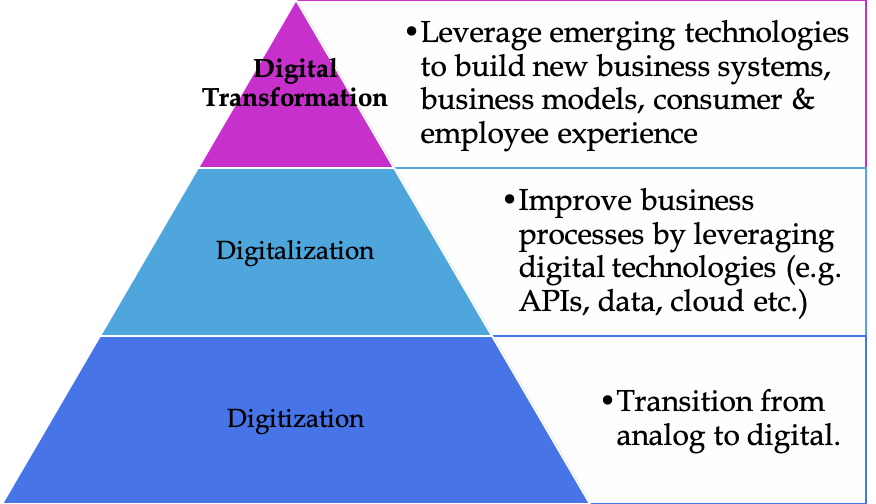 Digital
Transformation
•Leverage emerging technologies
to build new business systems,
business models, consumer &
employee experience
Digitalization
•Improve business
processes by leveraging
digital technologies (e.g.
APIs, data, cloud etc.)
Digitization
•Transition from
analog to digital.